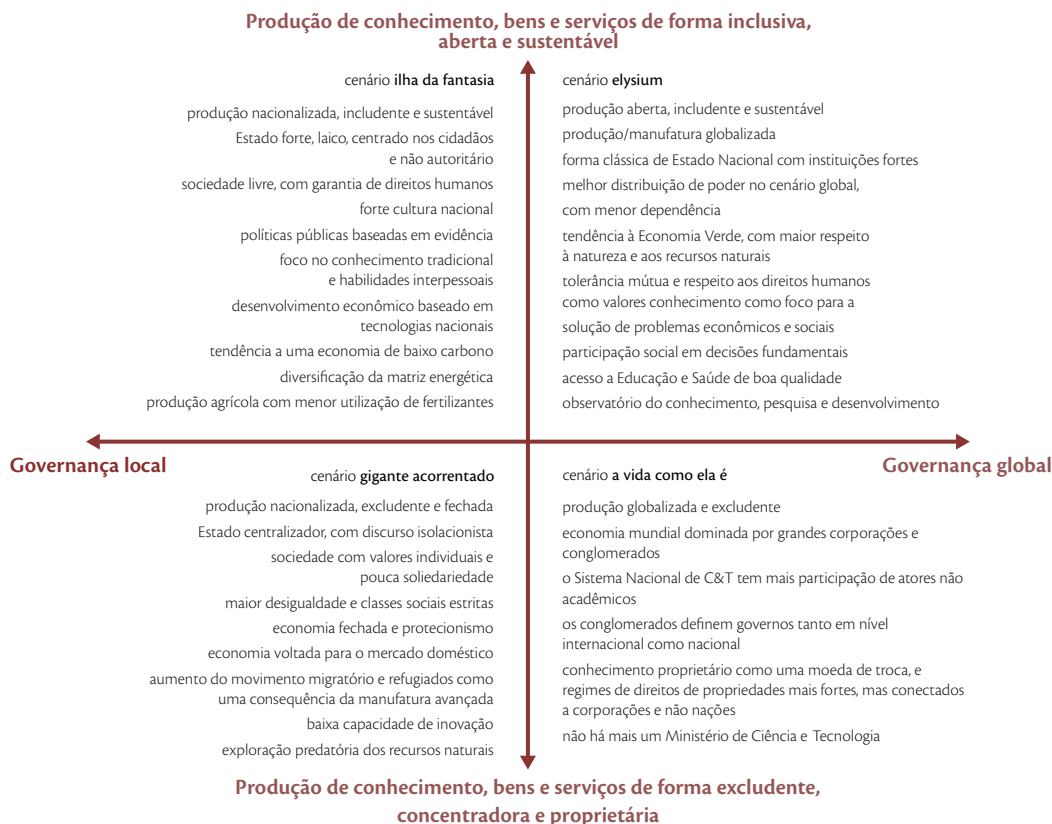 Produção de conhecimento, bens e serviços de forma inclusiva,
aberta e sustentável
cenário ilha da fantasia
produção nacionalizada, includente e sustentável
Estado forte, laico, centrado nos cidadãos
e não autoritário
sociedade livre, com garantia de direitos humanos
forte cultura nacional
políticas públicas baseadas em evidência
foco no conhecimento tradicional
e habilidades interpessoais
desenvolvimento econômico baseado em
tecnologias nacionais
tendência a uma economia de baixo carbono
diversificação da matriz energética
produção agrícola com menor utilização de fertilizantes
cenário elysium
produção aberta, includente e sustentável
produção/manufatura globalizada
forma clássica de Estado Nacional com instituições fortes
melhor distribuição de poder no cenário global,
com menor dependência
tendência à Economia Verde, com maior respeito
à natureza e aos recursos naturais
tolerância mútua e respeito aos direitos humanos
como valores conhecimento como foco para a
solução de problemas econômicos e sociais
participação social em decisões fundamentais
acesso a Educação e Saúde de boa qualidade
observatório do conhecimento, pesquisa e desenvolvimento
Governança local
Governança global
cenário gigante acorrentado
produção nacionalizada, excludente e fechada
Estado centralizador, com discurso isolacionista
sociedade com valores individuais e
pouca soliedariedade
maior desigualdade e classes sociais estritas
economia fechada e protecionismo
economia voltada para o mercado doméstico
aumento do movimento migratório e refugiados como
uma consequência da manufatura avançada
baixa capacidade de inovação
exploração predatória dos recursos naturais
cenário a vida como ela é
produção globalizada e excludente
economia mundial dominada por grandes corporações e
conglomerados
o Sistema Nacional de C&T tem mais participação de atores não
acadêmicos
os conglomerados definem governos tanto em nível
internacional como nacional
conhecimento proprietário como uma moeda de troca, e
regimes de direitos de propriedades mais fortes, mas conectados
a corporações e não nações
não há mais um Ministério de Ciência e Tecnologia
Produção de conhecimento, bens e serviços de forma excludente,
concentradora e proprietária